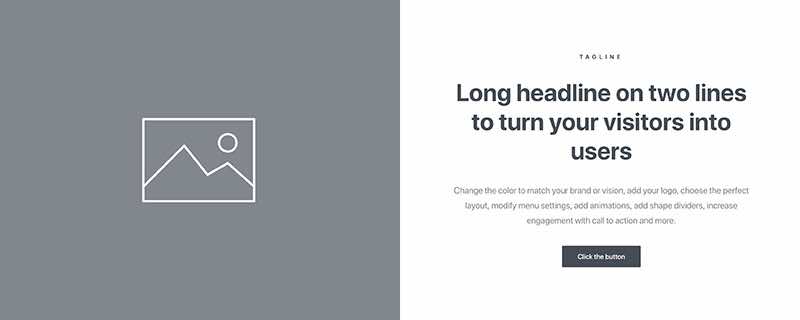 TAGLINE
Long headline on two lines
to turn your visitors into
users
Change the color to match your brand or vision, add your logo, choose the perfect
layout, modify menu settings, add animations, add shape dividers, increase
engagement with call to action and more.
Click the button